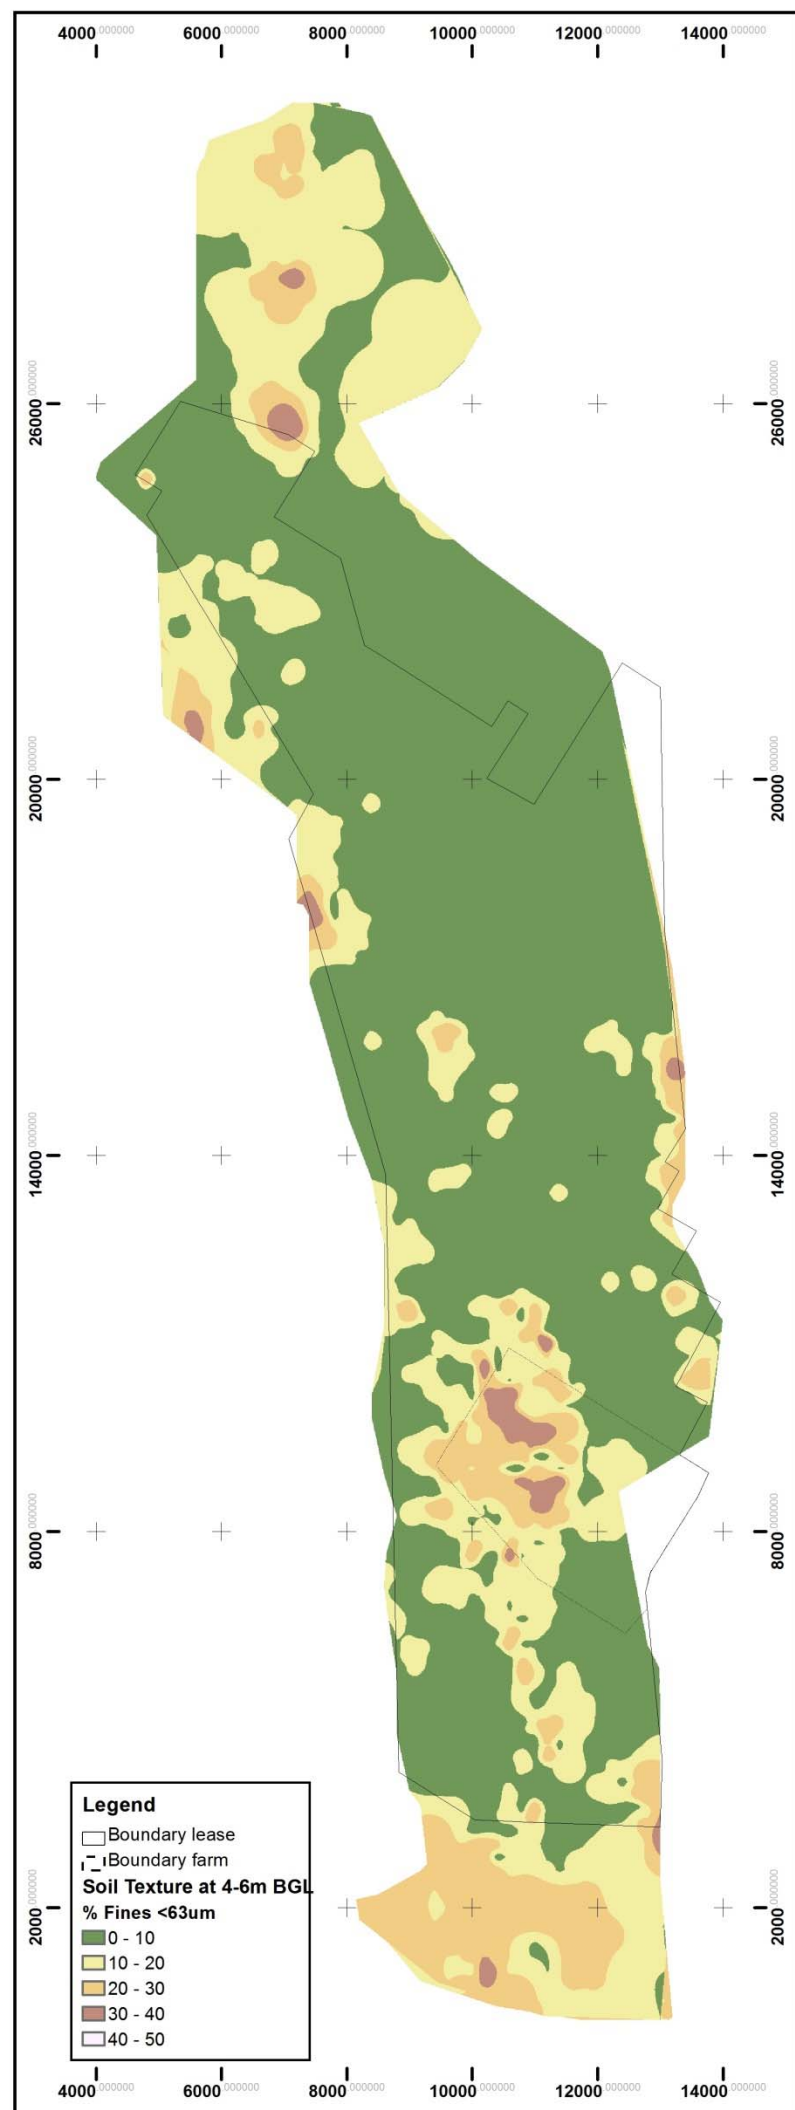 4000.000000 6000.000000 8000.000000 10000.000000 12000.000000 14000.000000
26000.000000 26000.000000
20000.000000 20000.000000
14000.000000 14000.000000
8000.000000 8000.000000
2000.000000 2000.000000
Legend
Boundary lease
Boundary farm
Soil Texture at 4-6m BGL
% Fines <63um
0 - 10
10 - 20
20 - 30
30 - 40
40 - 50
4000.000000 6000.000000 8000.000000 10000.000000 12000.000000 14000.000000